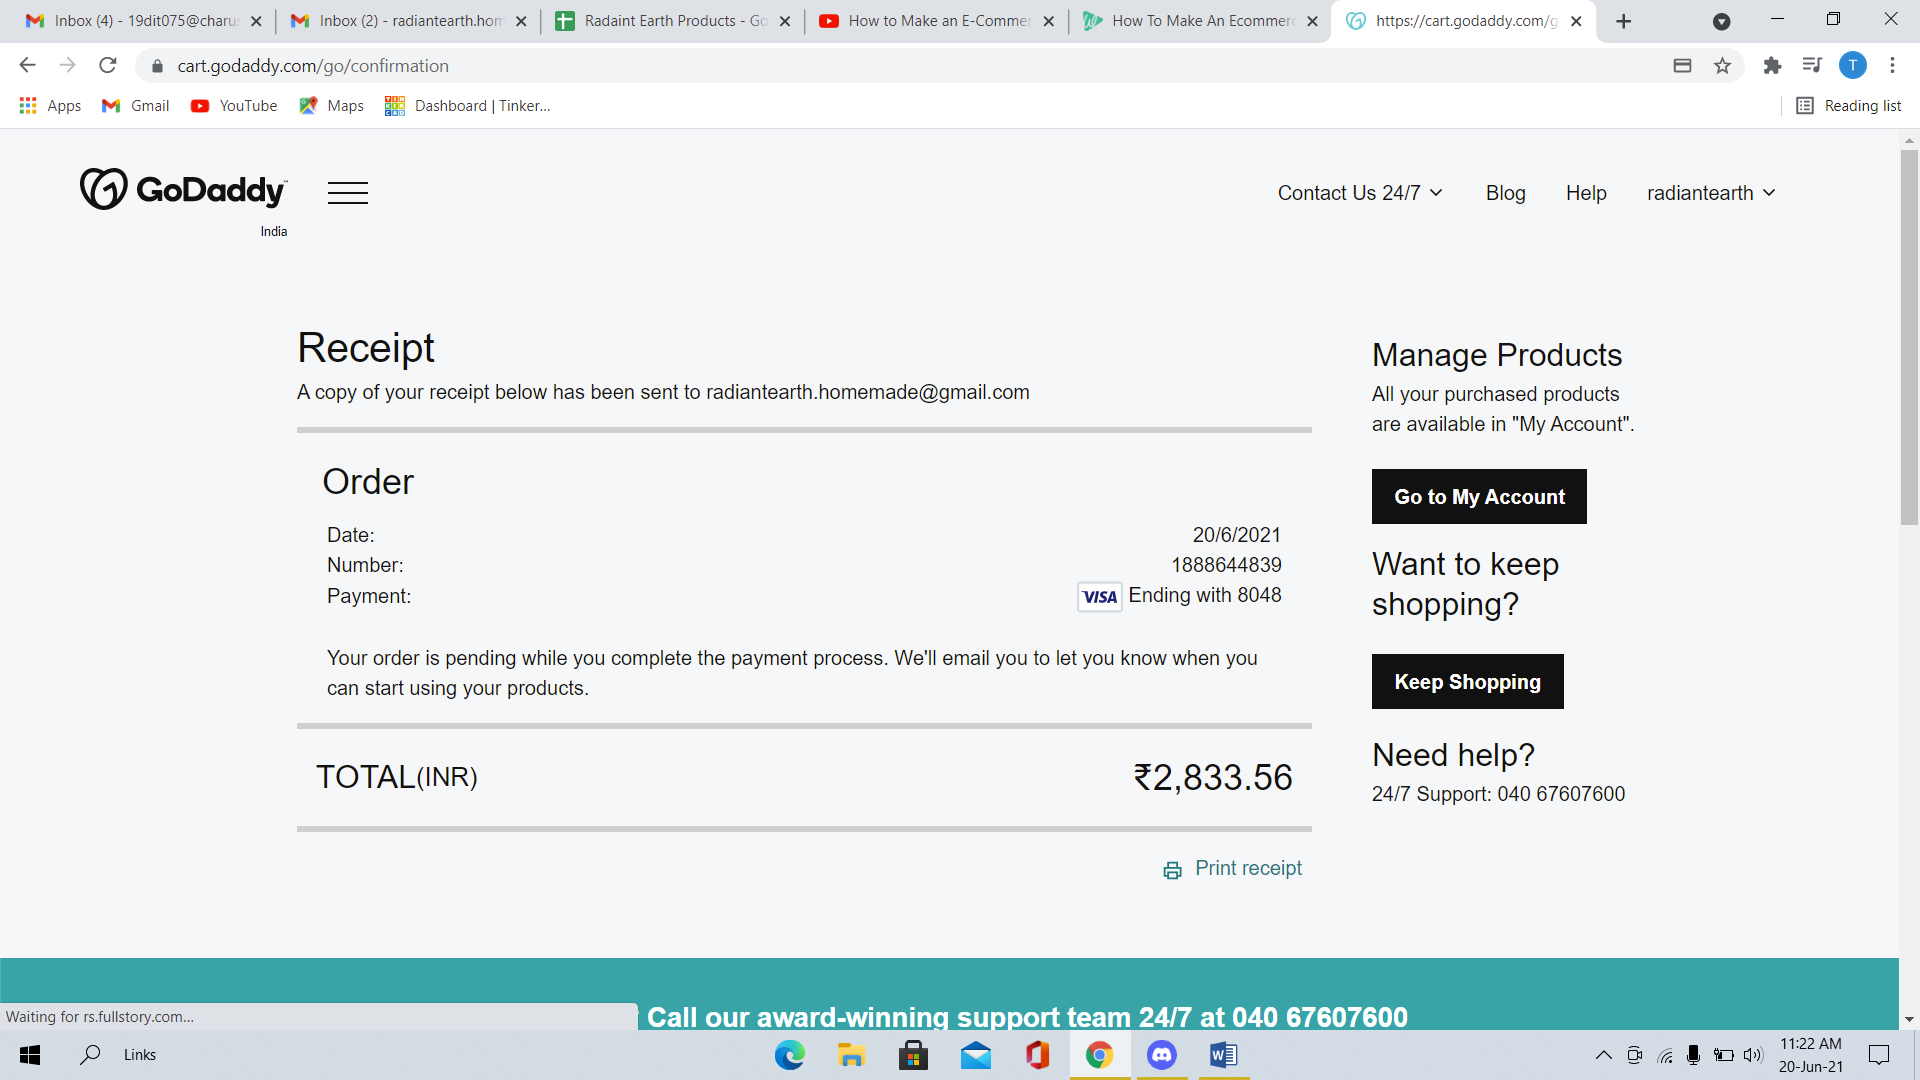 Inbox (4) - 19dit075@charus
Inbox (2) - radiantearth.hom
Radaint Earth Products - Go
How to Make an E-Commer
How To Make An Ecommerc
https://cart.godaddy.com/g
cart.godaddy.com/go/confirmation
T
Apps
Gmail
YouTube
Maps
Dashboard | Tinker...
Reading list
GoDaddy
India
Contact Us 24/7
Blog
Help
radiantearth
Receipt
A copy of your receipt below has been sent to radiantearth.homemade@gmail.com
Order
Date: 20/6/2021
Number: 1888644839
Payment: VISA Ending with 8048
Your order is pending while you complete the payment process. We'll email you to let you know when you
can start using your products.
TOTAL(INR) ₹2,833.56
Print receipt
Manage Products
All your purchased products
are available in "My Account".
Go to My Account
Want to keep
shopping?
Keep Shopping
Need help?
24/7 Support: 040 67607600
Call our award-winning support team 24/7 at 040 67607600
Waiting for rs.fullstory.com...
Links
11:22 AM
20-Jun-21